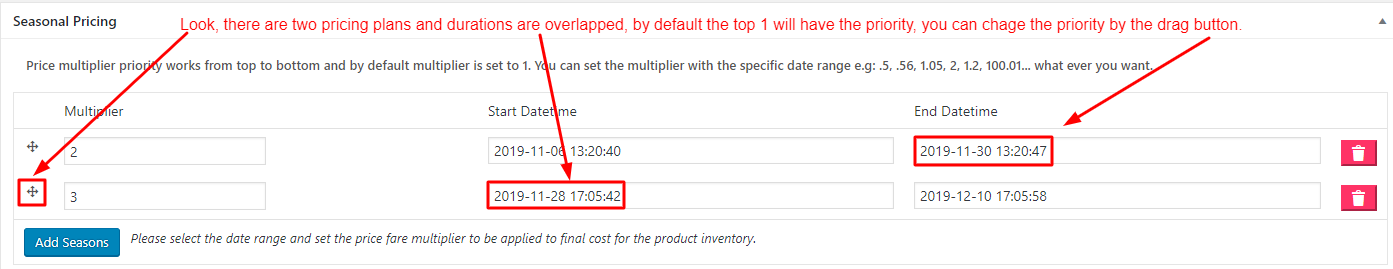 Seasonal Pricing
Look, there are two pricing plans and durations are overlapped, by default the top 1 will have the priority, you can chage the priority by the drag button.
Price multiplier priority works from top to bottom and by default multiplier is set to 1. You can set the multiplier with the specific date range e.g: .5, .56, 1.05, 2, 1.2, 100.01... what ever you want.
Multiplier Start Datetime End Datetime
2 2019-11-06 13:20:40 2019-11-30 13:20:47
3 2019-11-28 17:05:42 2019-12-10 17:05:58
Add Seasons Please select the date range and set the price fare multiplier to be applied to final cost for the product inventory.